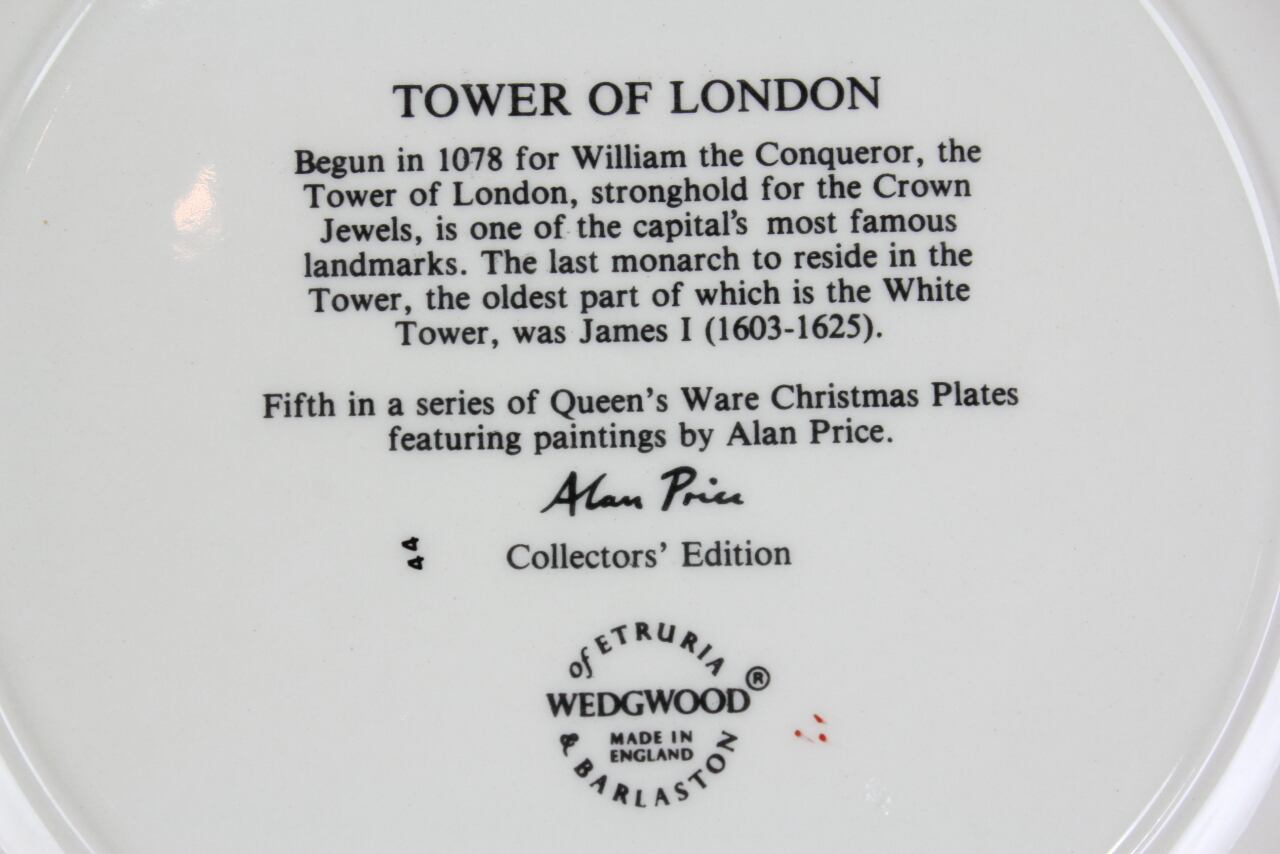 TOWER OF LONDON
Begun in 1078 for William the Conqueror, the
Tower of London, stronghold for the Crown
Jewels, is one of the capital's most famous
landmarks. The last monarch to reside in the
Tower, the oldest part of which is the White
Tower, was James I (1603-1625).
Fifth in a series of Queen's Ware Christmas Plates
featuring paintings by Alan Price.
Alan Price
44
Collectors' Edition
of ETRURIA
WEDGWOOD®
MADE IN
ENGLAND
& BARLASTON